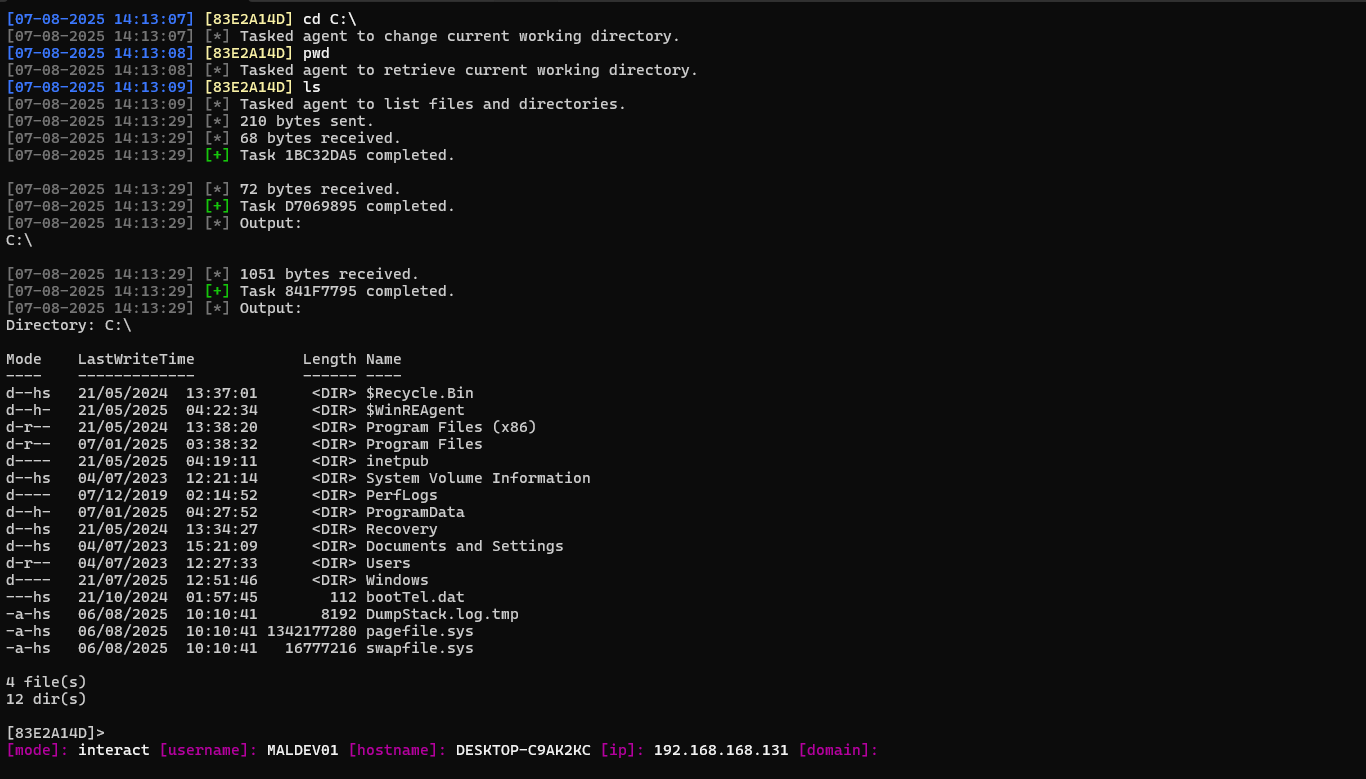 [07-08-2025 14:13:07] [83E2A14D] cd C:\
[07-08-2025 14:13:07] [*] Tasked agent to change current working directory.
[07-08-2025 14:13:08] [83E2A14D] pwd
[07-08-2025 14:13:08] [*] Tasked agent to retrieve current working directory.
[07-08-2025 14:13:09] [83E2A14D] ls
[07-08-2025 14:13:09] [*] Tasked agent to list files and directories.
[07-08-2025 14:13:29] [*] 210 bytes sent.
[07-08-2025 14:13:29] [*] 68 bytes received.
[07-08-2025 14:13:29] [+] Task 1BC32DA5 completed.

[07-08-2025 14:13:29] [*] 72 bytes received.
[07-08-2025 14:13:29] [+] Task D7069895 completed.
[07-08-2025 14:13:29] [*] Output:
C:\

[07-08-2025 14:13:29] [*] 1051 bytes received.
[07-08-2025 14:13:29] [+] Task 841F7795 completed.
[07-08-2025 14:13:29] [*] Output:
Directory: C:\

Mode    LastWriteTime            Length Name
----    -------------            ------ ----
d--hs   21/05/2024  13:37:01      <DIR> $Recycle.Bin
d--h-   21/05/2025  04:22:34      <DIR> $WinREAgent
d-r--   21/05/2024  13:38:20      <DIR> Program Files (x86)
d-r--   07/01/2025  03:38:32      <DIR> Program Files
d----   21/05/2025  04:19:11      <DIR> inetpub
d--hs   04/07/2023  12:21:14      <DIR> System Volume Information
d----   07/12/2019  02:14:52      <DIR> PerfLogs
d--h-   07/01/2025  04:27:52      <DIR> ProgramData
d--hs   21/05/2024  13:34:27      <DIR> Recovery
d--hs   04/07/2023  15:21:09      <DIR> Documents and Settings
d-r--   04/07/2023  12:27:33      <DIR> Users
d----   21/07/2025  12:51:46      <DIR> Windows
---hs   21/10/2024  01:57:45        112 bootTel.dat
-a-hs   06/08/2025  10:10:41       8192 DumpStack.log.tmp
-a-hs   06/08/2025  10:10:41 1342177280 pagefile.sys
-a-hs   06/08/2025  10:10:41   16777216 swapfile.sys

4 file(s)
12 dir(s)

[83E2A14D]>
[mode]: interact [username]: MALDEV01 [hostname]: DESKTOP-C9AK2KC [ip]: 192.168.168.131 [domain]: